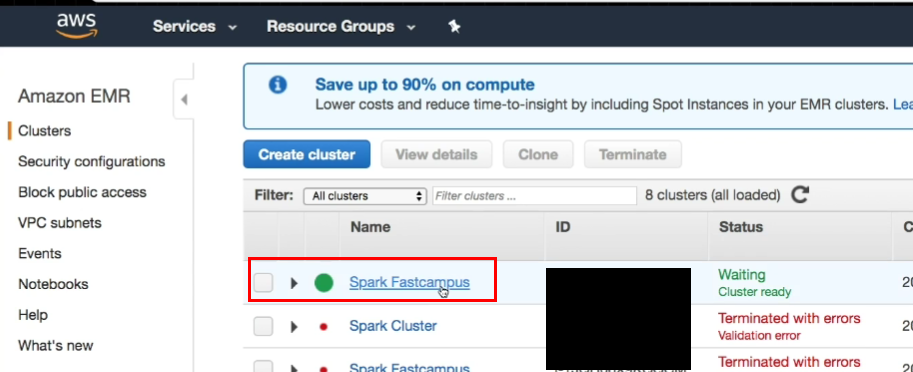 aws
Services
Resource Groups
Amazon EMR
Clusters
Security configurations
Block public access
VPC subnets
Events
Notebooks
Help
What's new
Save up to 90% on compute
Lower costs and reduce time-to-insight by including Spot Instances in your EMR clusters.
Create cluster
View details
Clone
Terminate
Filter:
All clusters
Filter clusters ...
8 clusters (all loaded)
Name
ID
Status
C
Spark Fastcampus
Waiting
Cluster ready
20
Spark Cluster
Terminated with errors
Validation error
20
Spark Fastcampus
Terminated with errors